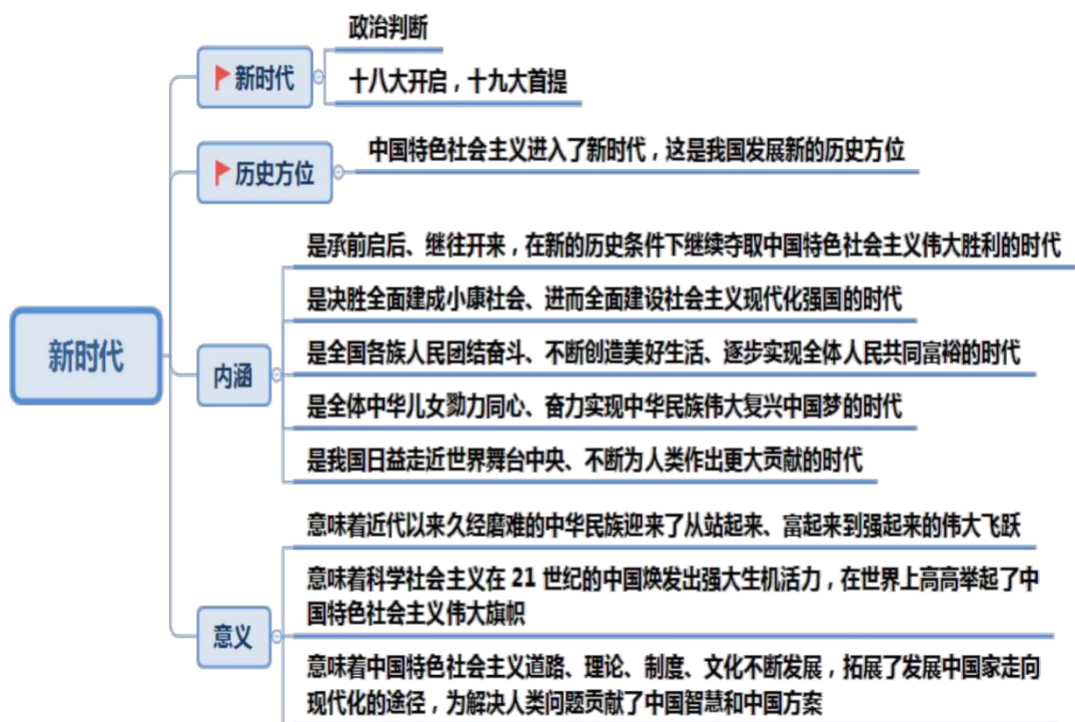 新时代
新时代
政治判断
十八大开启，十九大首提
历史方位
中国特色社会主义进入了新时代，这是我国发展新的历史方位
内涵
是承前启后、继往开来，在新的历史条件下继续夺取中国特色社会主义伟大胜利的时代
是决胜全面建成小康社会、进而全面建设社会主义现代化强国的时代
是全国各族人民团结奋斗、不断创造美好生活、逐步实现全体人民共同富裕的时代
是全体中华儿女勠力同心、奋力实现中华民族伟大复兴中国梦的时代
是我国日益走近世界舞台中央、不断为人类作出更大贡献的时代
意义
意味着近代以来久经磨难的中华民族迎来了从站起来、富起来到强起来的伟大飞跃
意味着科学社会主义在 21 世纪的中国焕发出强大生机活力，在世界上高高举起了中
国特色社会主义伟大旗帜
意味着中国特色社会主义道路、理论、制度、文化不断发展，拓展了发展中国家走向
现代化的途径，为解决人类问题贡献了中国智慧和中国方案